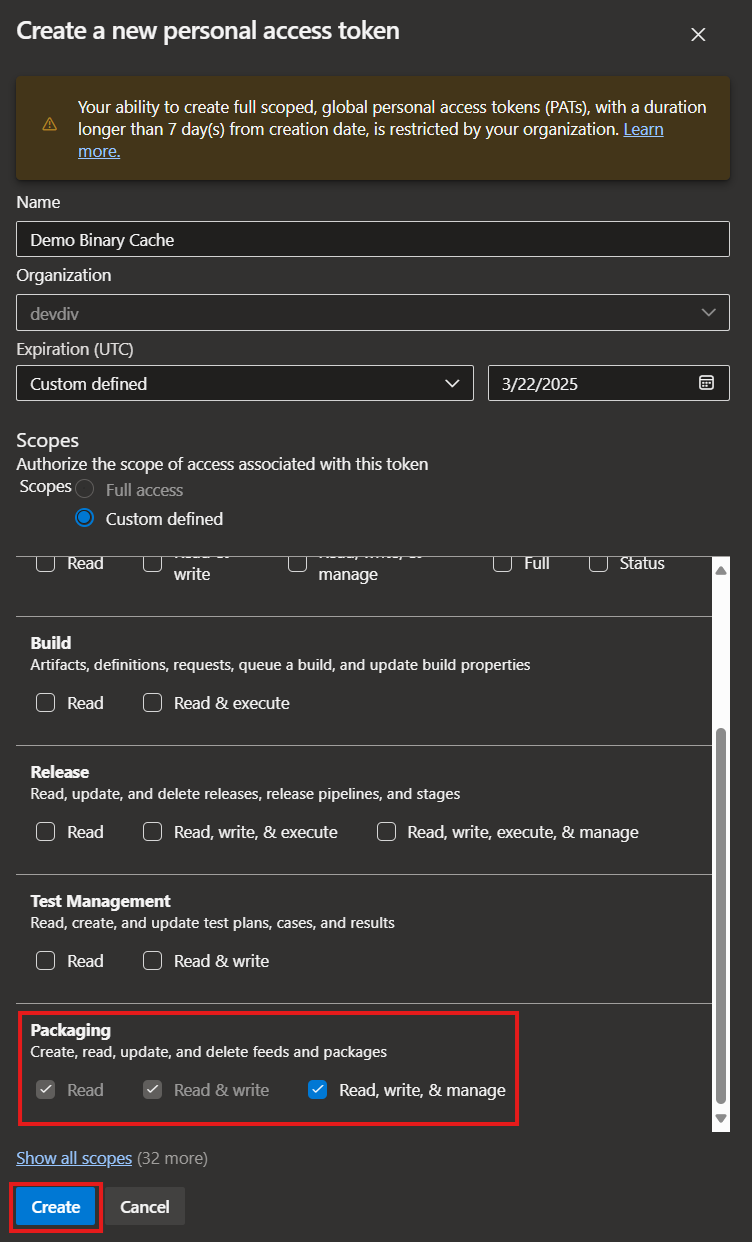 Create a new personal access token
Your ability to create full scoped, global personal access tokens (PATs), with a duration
longer than 7 day(s) from creation date, is restricted by your organization. Learn
more.
Name
Demo Binary Cache
Organization
devdiv
Expiration (UTC)
Custom defined
3/22/2025
Scopes
Authorize the scope of access associated with this token
Scopes
Full access
Custom defined
Read
write
manage
Full
Status
Build
Artifacts, definitions, requests, queue a build, and update build properties
Read
Read & execute
Release
Read, update, and delete releases, release pipelines, and stages
Read
Read, write, & execute
Read, write, execute, & manage
Test Management
Read, create, and update test plans, cases, and results
Read
Read & write
Packaging
Create, read, update, and delete feeds and packages
Read
Read & write
Read, write, & manage
Show all scopes (32 more)
Create
Cancel